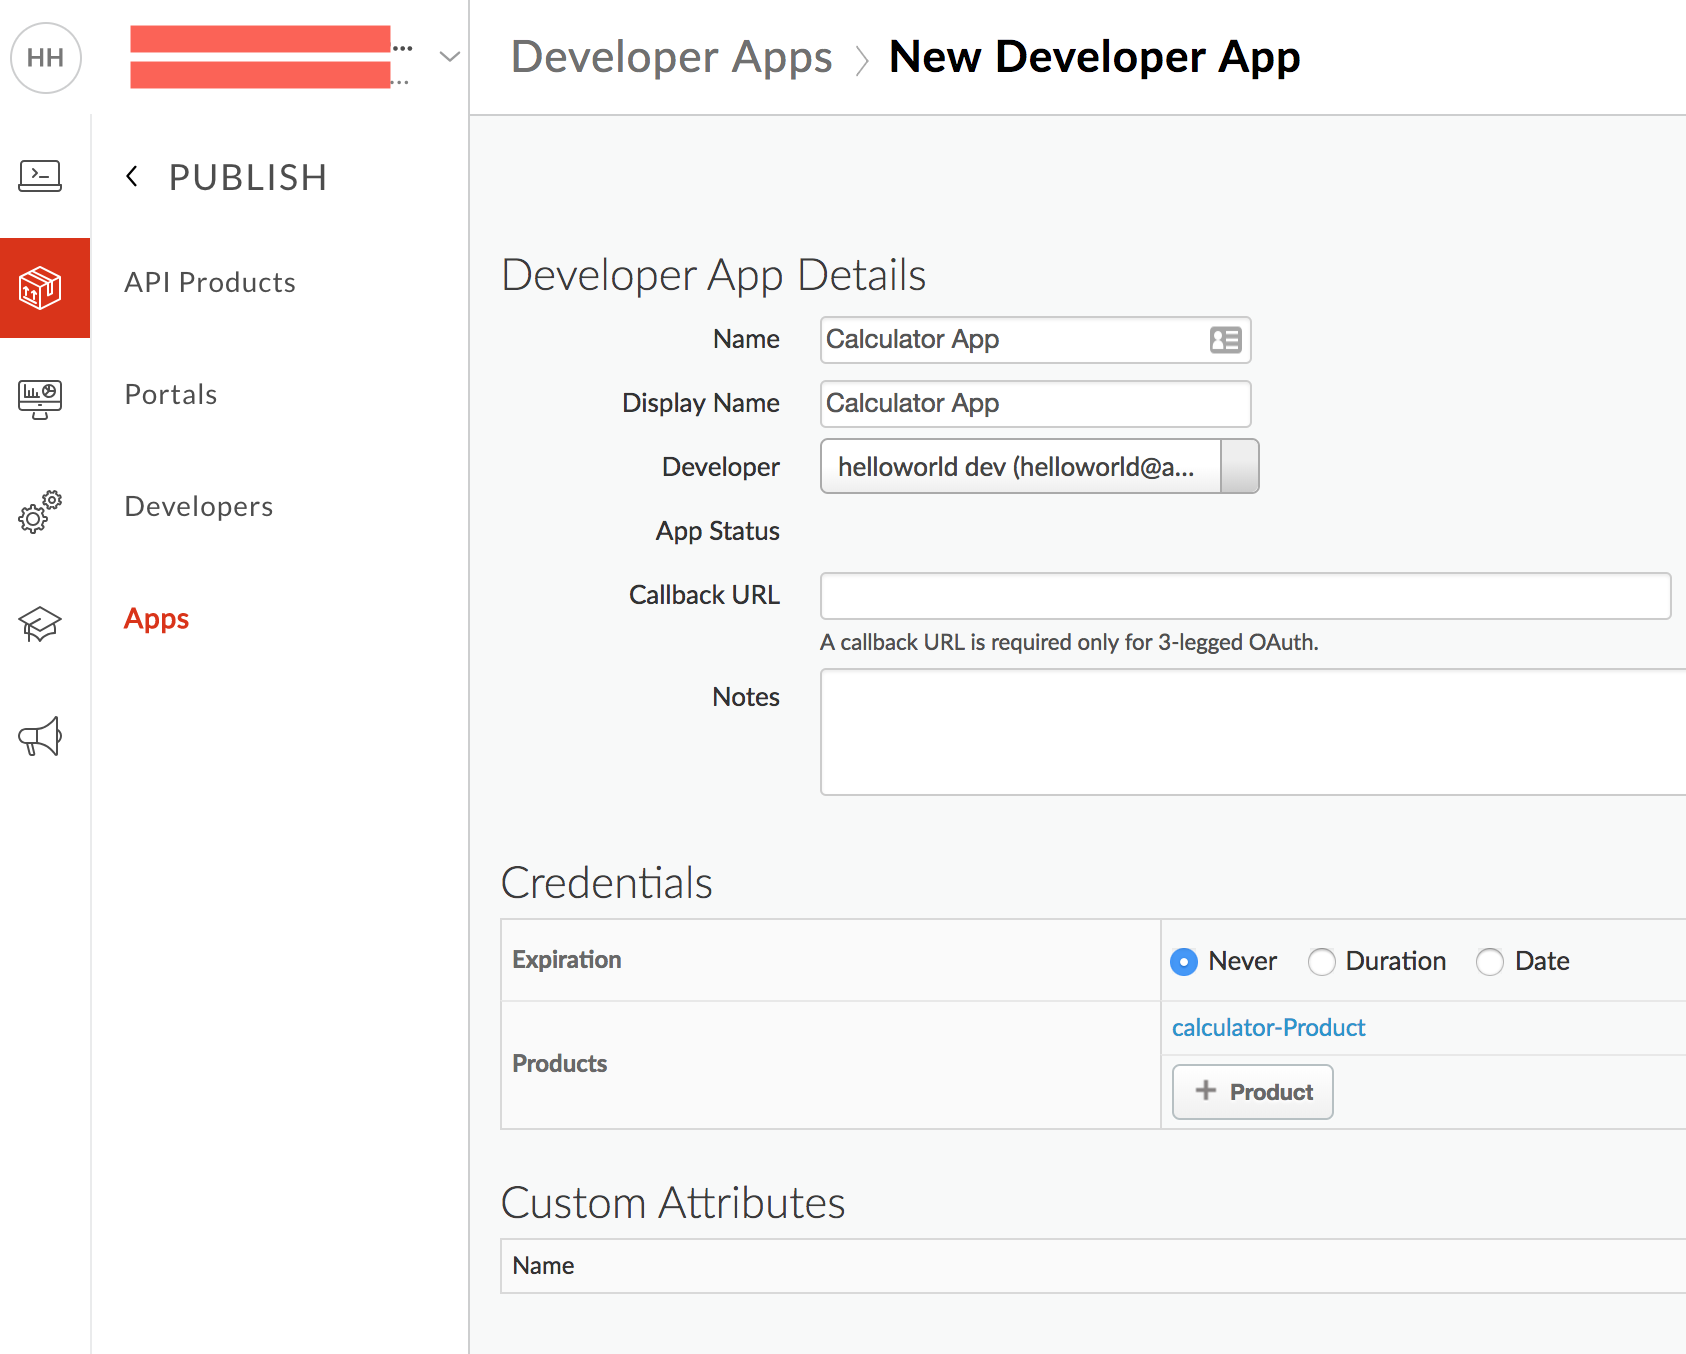 HH
...
...
Developer Apps > New Developer App
PUBLISH
API Products
Portals
Developers
Apps
Developer App Details
Name Calculator App
Display Name Calculator App
Developer helloworld dev (helloworld@a...
App Status
Callback URL
A callback URL is required only for 3-legged OAuth.
Notes
Credentials
Expiration Never Duration Date
calculator-Product
Products
+ Product
Custom Attributes
Name